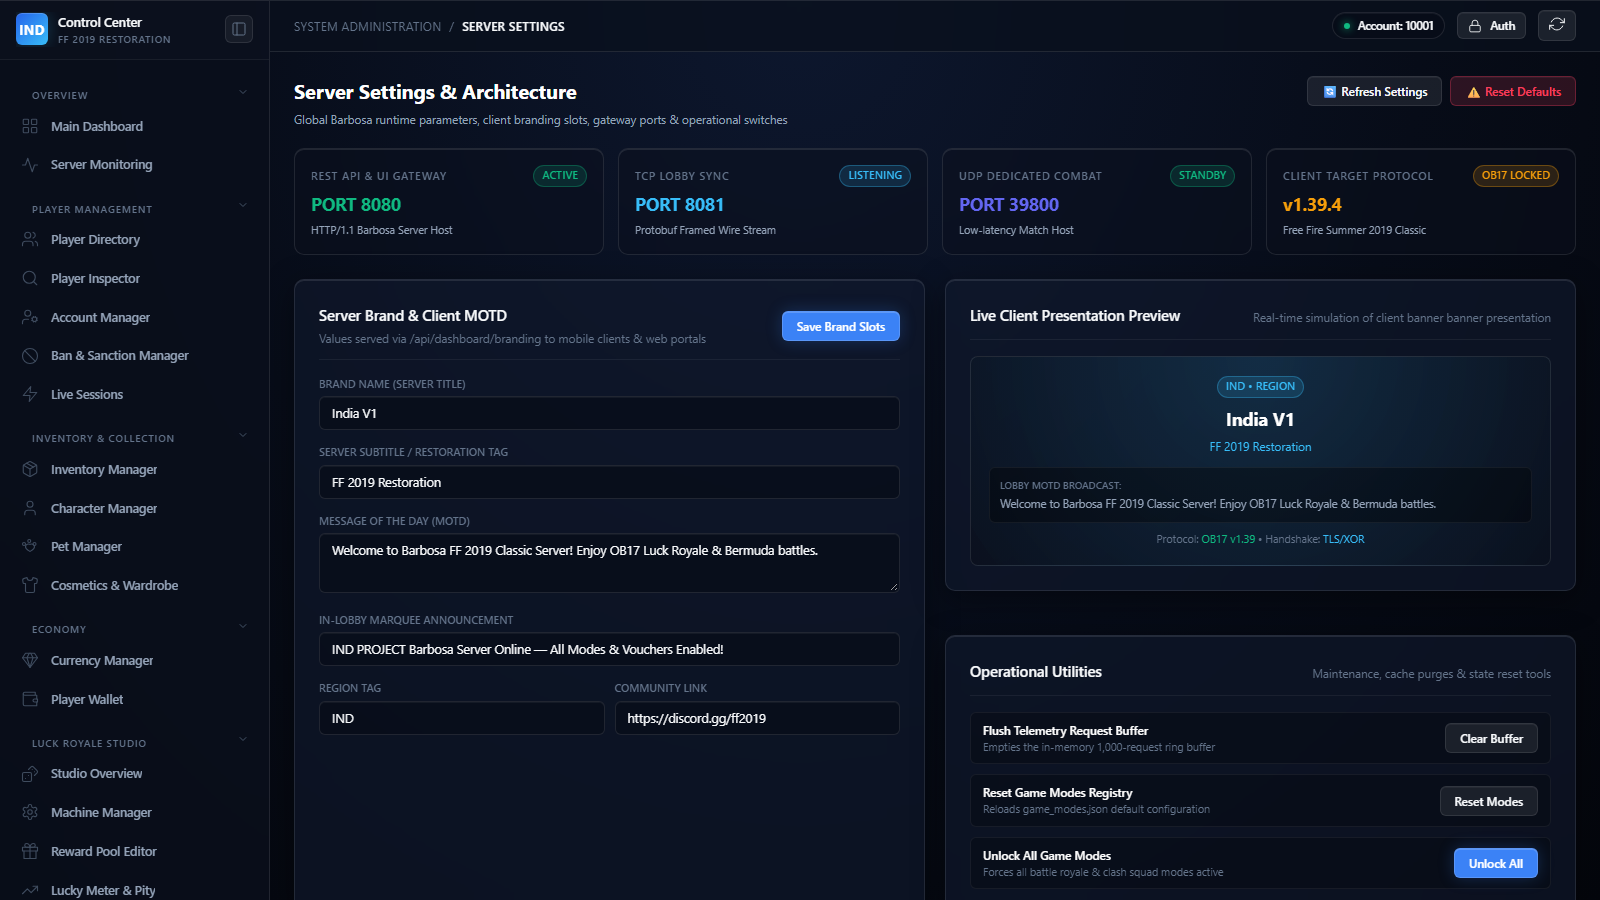 IND
Control Center
FF 2019 RESTORATION
OVERVIEW
Main Dashboard
Server Monitoring
PLAYER MANAGEMENT
Player Directory
Player Inspector
Account Manager
Ban & Sanction Manager
Live Sessions
INVENTORY & COLLECTION
Inventory Manager
Character Manager
Pet Manager
Cosmetics & Wardrobe
ECONOMY
Currency Manager
Player Wallet
LUCK ROYALE STUDIO
Studio Overview
Machine Manager
Reward Pool Editor
Lucky Meter & Pity
SYSTEM ADMINISTRATION / SERVER SETTINGS
Account: 10001
Auth
Server Settings & Architecture
Global Barbosa runtime parameters, client branding slots, gateway ports & operational switches
Refresh Settings
Reset Defaults
REST API & UI GATEWAY
ACTIVE
PORT 8080
HTTP/1.1 Barbosa Server Host
TCP LOBBY SYNC
LISTENING
PORT 8081
Protobuf Framed Wire Stream
UDP DEDICATED COMBAT
STANDBY
PORT 39800
Low-latency Match Host
CLIENT TARGET PROTOCOL
OB17 LOCKED
v1.39.4
Free Fire Summer 2019 Classic
Server Brand & Client MOTD
Values served via /api/dashboard/branding to mobile clients & web portals
Save Brand Slots
BRAND NAME (SERVER TITLE)
India V1
SERVER SUBTITLE / RESTORATION TAG
FF 2019 Restoration
MESSAGE OF THE DAY (MOTD)
Welcome to Barbosa FF 2019 Classic Server! Enjoy OB17 Luck Royale & Bermuda battles.
IN-LOBBY MARQUEE ANNOUNCEMENT
IND PROJECT Barbosa Server Online — All Modes & Vouchers Enabled!
REGION TAG
IND
COMMUNITY LINK
https://discord.gg/ff2019
Live Client Presentation Preview
Real-time simulation of client banner banner presentation
IND • REGION
India V1
FF 2019 Restoration
LOBBY MOTD BROADCAST:
Welcome to Barbosa FF 2019 Classic Server! Enjoy OB17 Luck Royale & Bermuda battles.
Protocol: OB17 v1.39 • Handshake: TLS/XOR
Operational Utilities
Maintenance, cache purges & state reset tools
Flush Telemetry Request Buffer
Empties the in-memory 1,000-request ring buffer
Clear Buffer
Reset Game Modes Registry
Reloads game_modes.json default configuration
Reset Modes
Unlock All Game Modes
Forces all battle royale & clash squad modes active
Unlock All